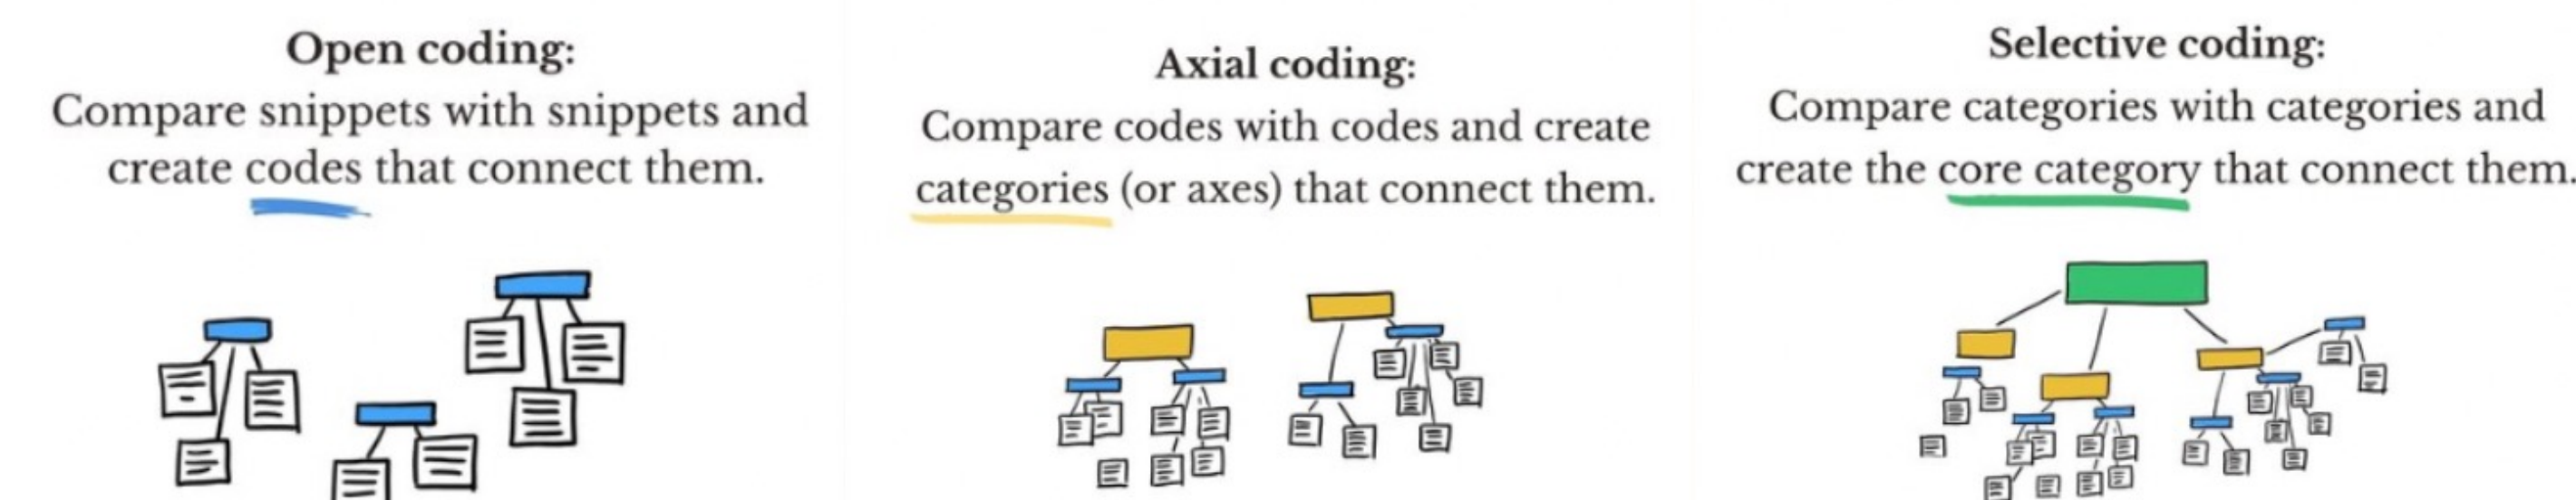 Open coding:
Compare snippets with snippets and
create codes that connect them.
Axial coding:
Compare codes with codes and create
categories (or axes) that connect them.
Selective coding:
Compare categories with categories and
create the core category that connect them.